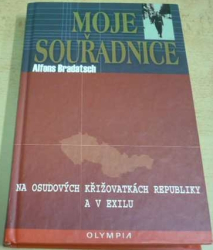 MOJE
SOUŘADNICE
Alfons Bradatsch
NA OSUDOVÝCH KŘIŽOVATKÁCH REPUBLIKY
A V EXILU
OLYMPIA